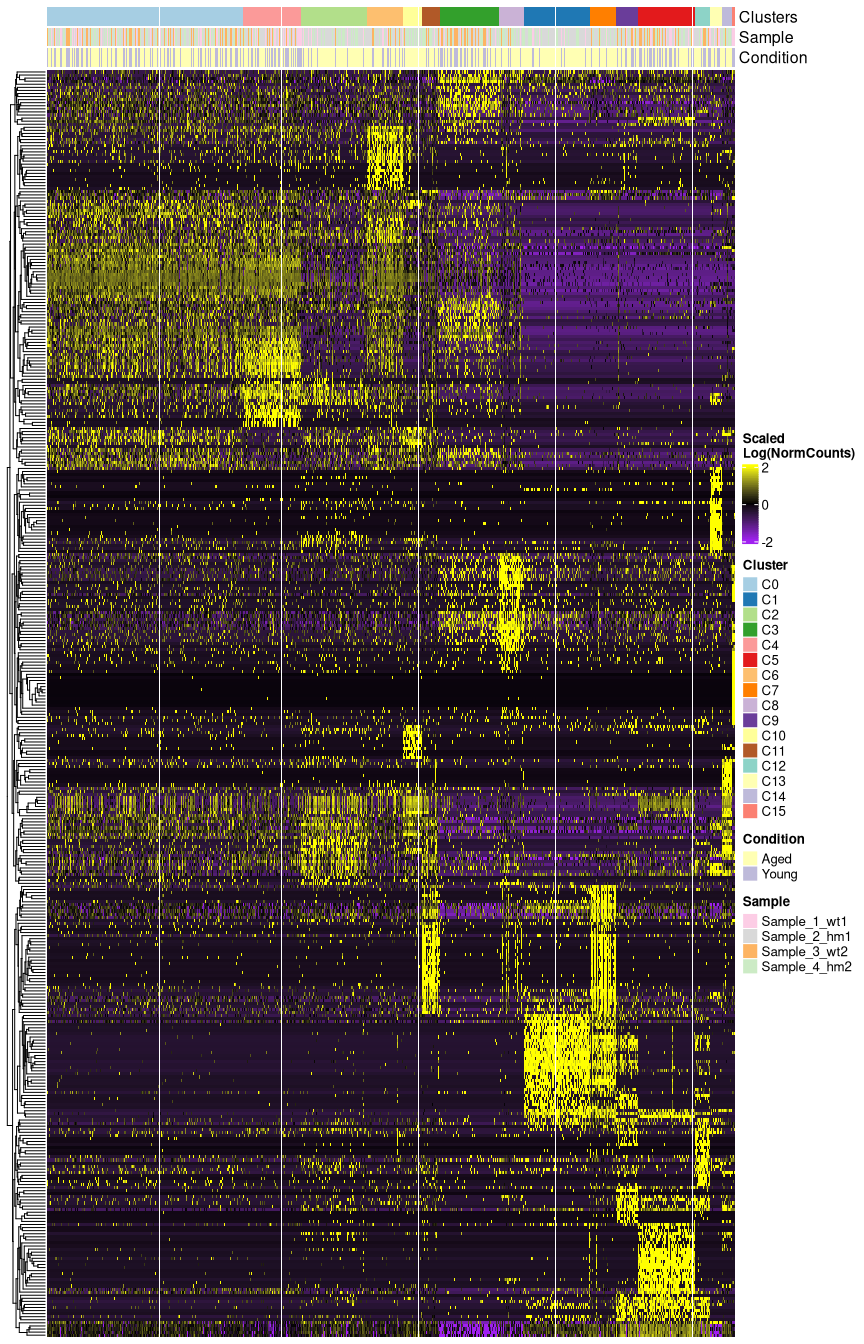 Clusters
Sample
Condition
Scaled
Log(NormCounts)
2
0
-2
Cluster
C0
C1
C2
C3
C4
C5
C6
C7
C8
C9
C10
C11
C12
C13
C14
C15
Condition
Aged
Young
Sample
Sample_1_wt1
Sample_2_hm1
Sample_3_wt2
Sample_4_hm2